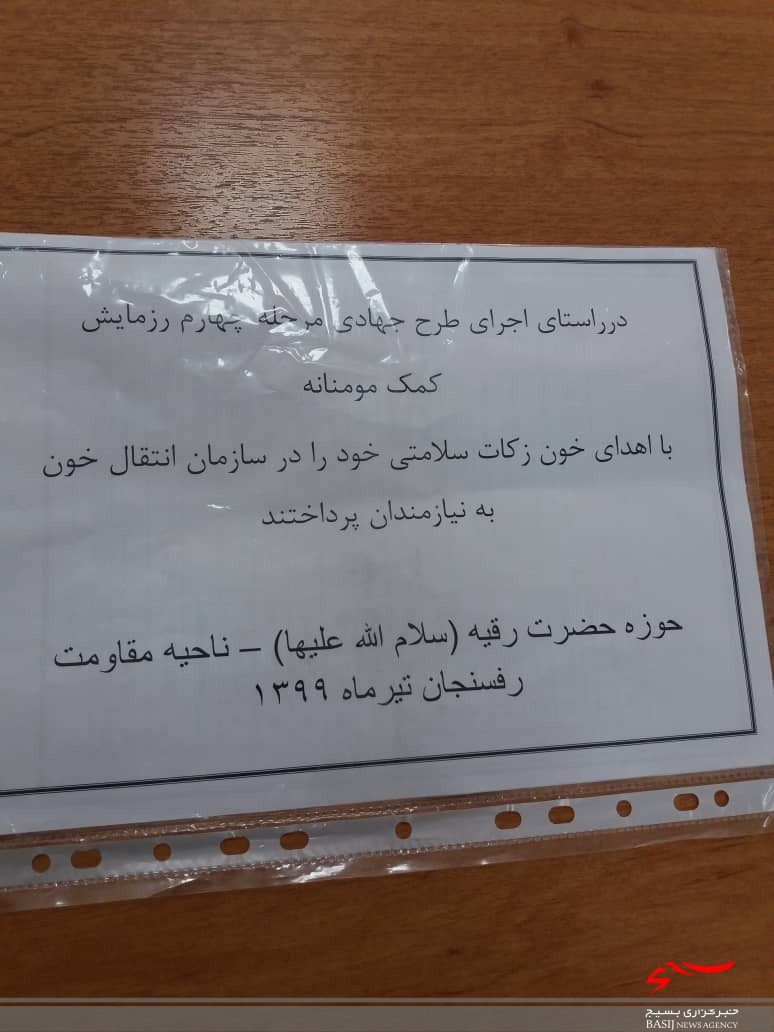 درراستای اجرای طرح جهادی مرحله چهارم رزمایش
کمک مومنانه
با اهدای خون زکات سلامتی خود را در سازمان انتقال خون
به نیازمندان پرداختند
حوزه حضرت رقیه (سلام الله علیها) – ناحیه مقاومت
رفسنجان تیرماه ۱۳۹۹
خبرگزاری بسیج
BASIJ NEWS AGENCY